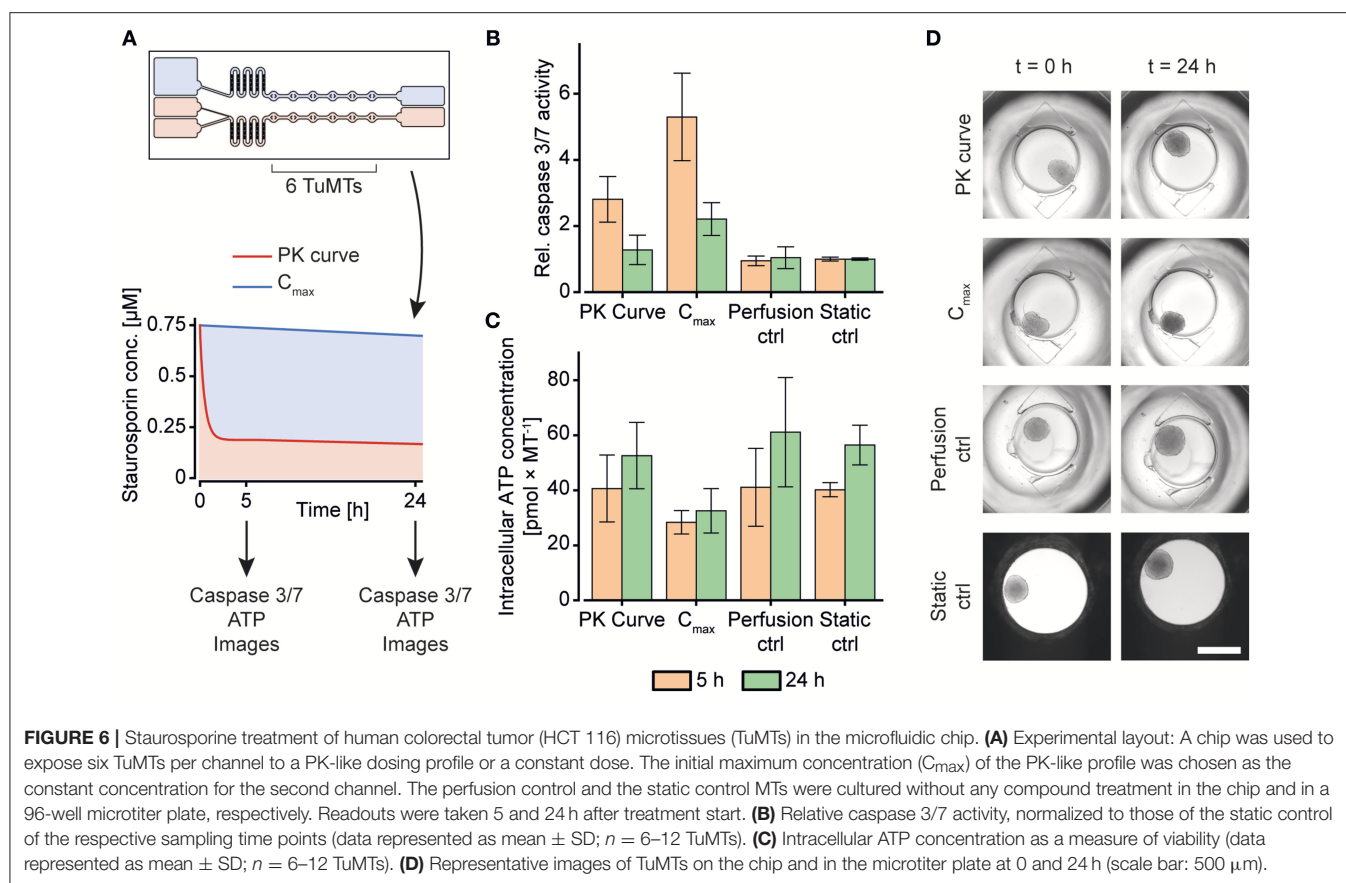 A
6 TuMTs
PK curve
Cmax
Staurosporin conc. [µM]
0.75
0.5
0.25
0
0
5
24
Time [h]
Caspase 3/7
ATP
Images
Caspase 3/7
ATP
Images
B
Rel. caspase 3/7 activity
6
4
2
0
PK Curve
Cmax
Perfusion
ctrl
Static
ctrl
C
Intracellular ATP concentration
[pmol × MT⁻¹]
80
60
40
20
0
PK Curve
Cmax
Perfusion
ctrl
Static
ctrl
5 h
24 h
D
t = 0 h
t = 24 h
PK curve
Cmax
Perfusion
ctrl
Static
ctrl
FIGURE 6 | Staurosporine treatment of human colorectal tumor (HCT 116) microtissues (TuMTs) in the microfluidic chip. (A) Experimental layout: A chip was used to
expose six TuMTs per channel to a PK-like dosing profile or a constant dose. The initial maximum concentration (Cmax) of the PK-like profile was chosen as the
constant concentration for the second channel. The perfusion control and the static control MTs were cultured without any compound treatment in the chip and in a
96-well microtiter plate, respectively. Readouts were taken 5 and 24 h after treatment start. (B) Relative caspase 3/7 activity, normalized to those of the static control
of the respective sampling time points (data represented as mean ± SD; n = 6–12 TuMTs). (C) Intracellular ATP concentration as a measure of viability (data
represented as mean ± SD; n = 6–12 TuMTs). (D) Representative images of TuMTs on the chip and in the microtiter plate at 0 and 24 h (scale bar: 500 µm).